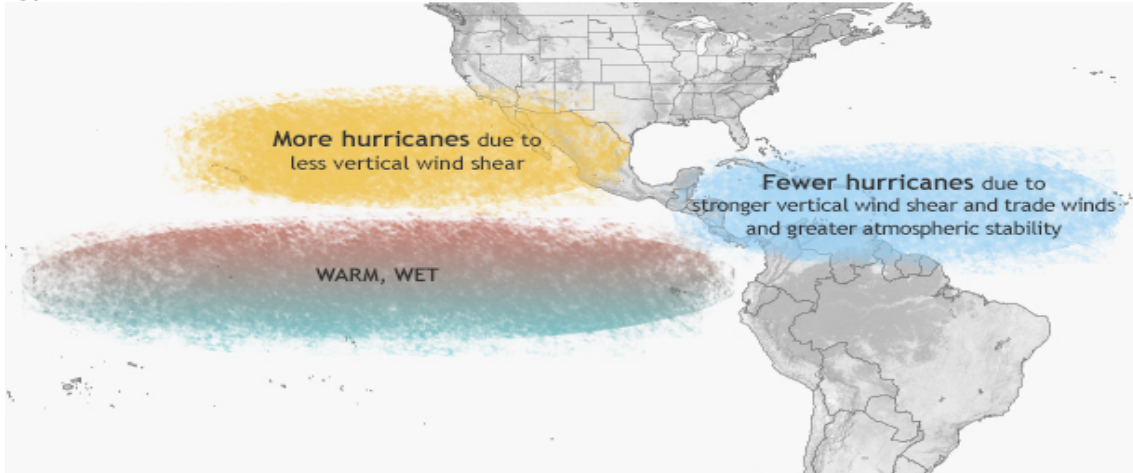 More hurricanes due to
less vertical wind shear
Fewer hurricanes due to
stronger vertical wind shear and trade winds
and greater atmospheric stability
WARM, WET